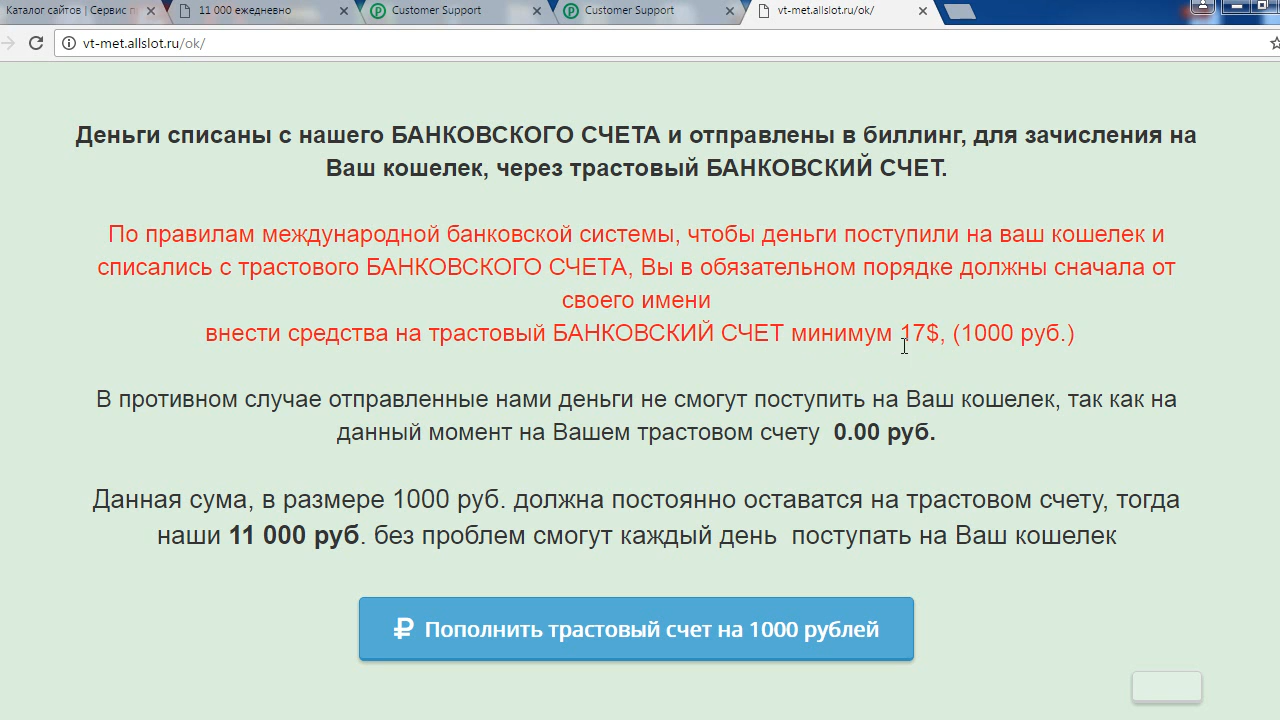 Каталог сайтов | Сервис п
11 000 ежедневно
Customer Support
Customer Support
vt-met.allslot.ru/ok/
vt-met.allslot.ru/ok/
Деньги списаны с нашего БАНКОВСКОГО СЧЕТА и отправлены в биллинг, для зачисления на
Ваш кошелек, через трастовый БАНКОВСКИЙ СЧЕТ.
По правилам международной банковской системы, чтобы деньги поступили на ваш кошелек и
списались с трастового БАНКОВСКОГО СЧЕТА, Вы в обязательном порядке должны сначала от
своего имени
внести средства на трастовый БАНКОВСКИЙ СЧЕТ минимум 17$, (1000 руб.)
В противном случае отправленные нами деньги не смогут поступить на Ваш кошелек, так как на
данный момент на Вашем трастовом счету 0.00 руб.
Данная сума, в размере 1000 руб. должна постоянно оставатся на трастовом счету, тогда
наши 11 000 руб. без проблем смогут каждый день поступать на Ваш кошелек
₽ Пополнить трастовый счет на 1000 рублей